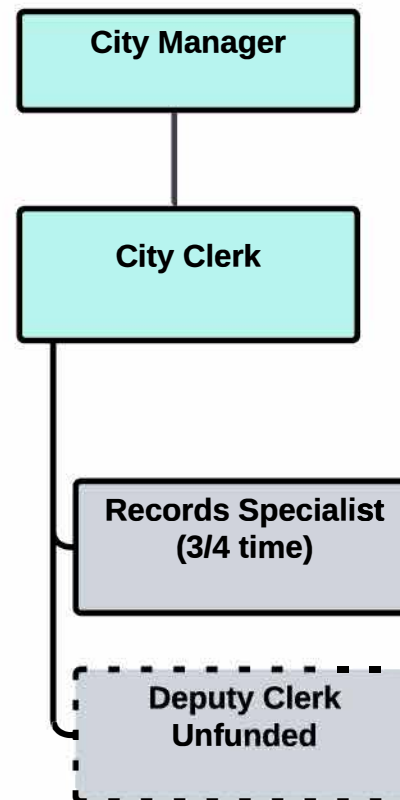 City Manager
City Clerk
Records Specialist
(3/4 time)
Deputy Clerk
Unfunded